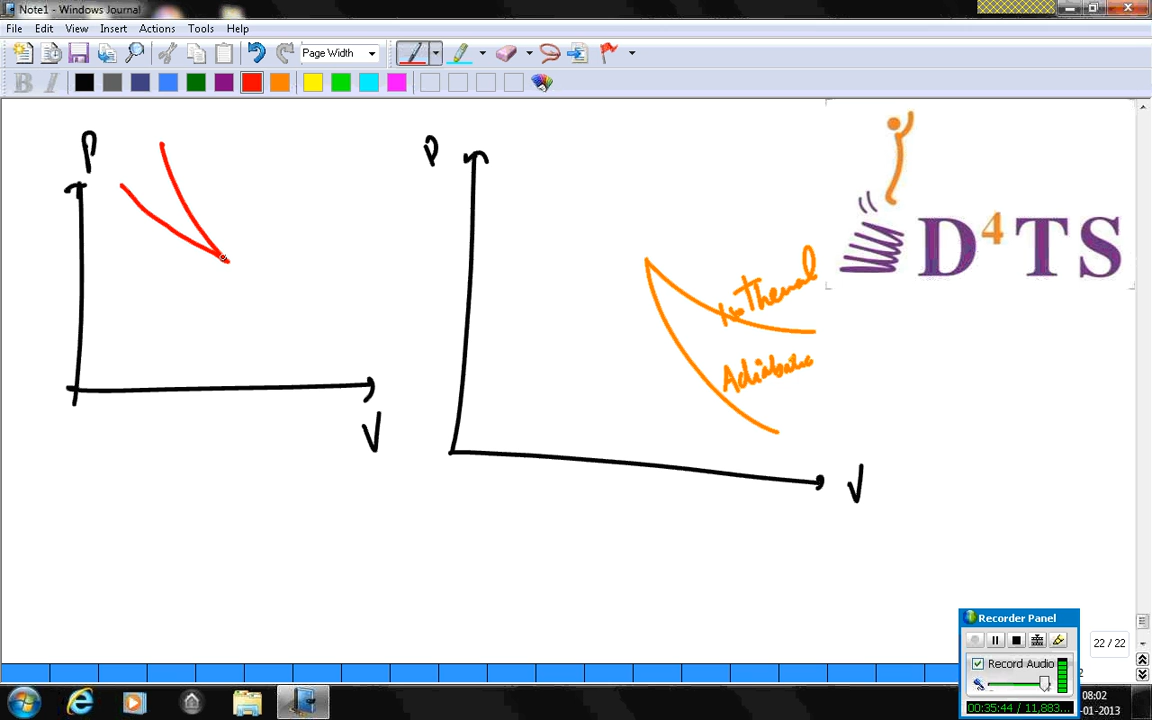 Note1 - Windows Journal
File Edit View Insert Actions Tools Help
Page Width
B I
P
V
P
Adiabatic
V
D4TS
Recorder Panel
Record Audio
00:35:44 / 11,883...
22 / 22
2
08:02
-01-2013